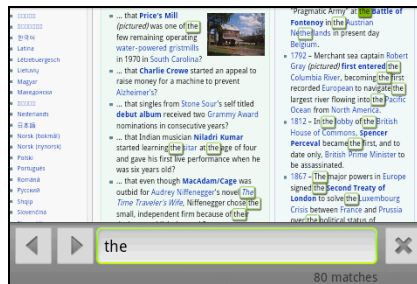 한국어
Latina
Lëtzebuergesch
Lietuvių
Magyar
Македонски
Nederlands
日本語
Norsk (bokmål)
Norsk (nynorsk)
Polski
Português
Română
Русский
Shqip
Slovenčina
... that Price's Mill
(pictured) was one of the
few remaining operating
water-powered gristmills
in 1970 in South Carolina?
... that Charlie Crowe started an appeal to
raise money for a machine to prevent
Alzheimer's?
... that singles from Stone Sour's self titled
debut album received two Grammy Award
nominations in consecutive years?
... that Indian musician Niladri Kumar
started learning the sitar at the age of four
and gave his first live performance when he
was six years old?
... that even though MacAdam/Cage was
outbid for Audrey Niffenegger's novel The
Time Traveler's Wife, Niffenegger chose the
small, independent firm because of their
"Pragmatic Army" at the Battle of
Fontenoy in the Austrian
Netherlands in present day
Belgium.
1792 – Merchant sea captain Robert
Gray (pictured) first entered the
Columbia River, becoming the first
recorded European to navigate the
largest river flowing into the Pacific
Ocean from North America.
1812 – In the lobby of the British
House of Commons, Spencer
Perceval became the first, and to
date only, British Prime Minister to
be assassinated.
1867 – The major powers in Europe
signed the Second Treaty of
London to solve the Luxembourg
Crisis between France and Prussia
over the political status of
the
80 matches